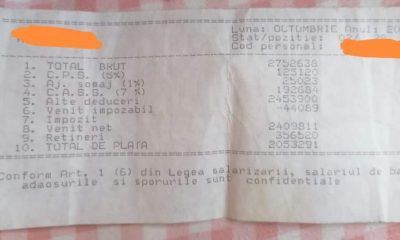 Luna: OCTOMBRIE Anul: 20
Stat/pozitie: 02/
Cod personal:
1. TOTAL BRUT 2752638
2. C.P.S. (5%) 125120
3. Aj. somaj (1%) 25023
4. C.A.S.S. (7 %) 192684
5. Alte deduceri 2453900
6. Venit impozabil -44089
7. Impozit
8. Venit net 2409811
9. Retineri 356520
10. TOTAL DE PLATA 2053291
Conform Art. 1 (6) din Legea salarizarii, salariul de ba
adaosurile si sporurile sunt confidentiale